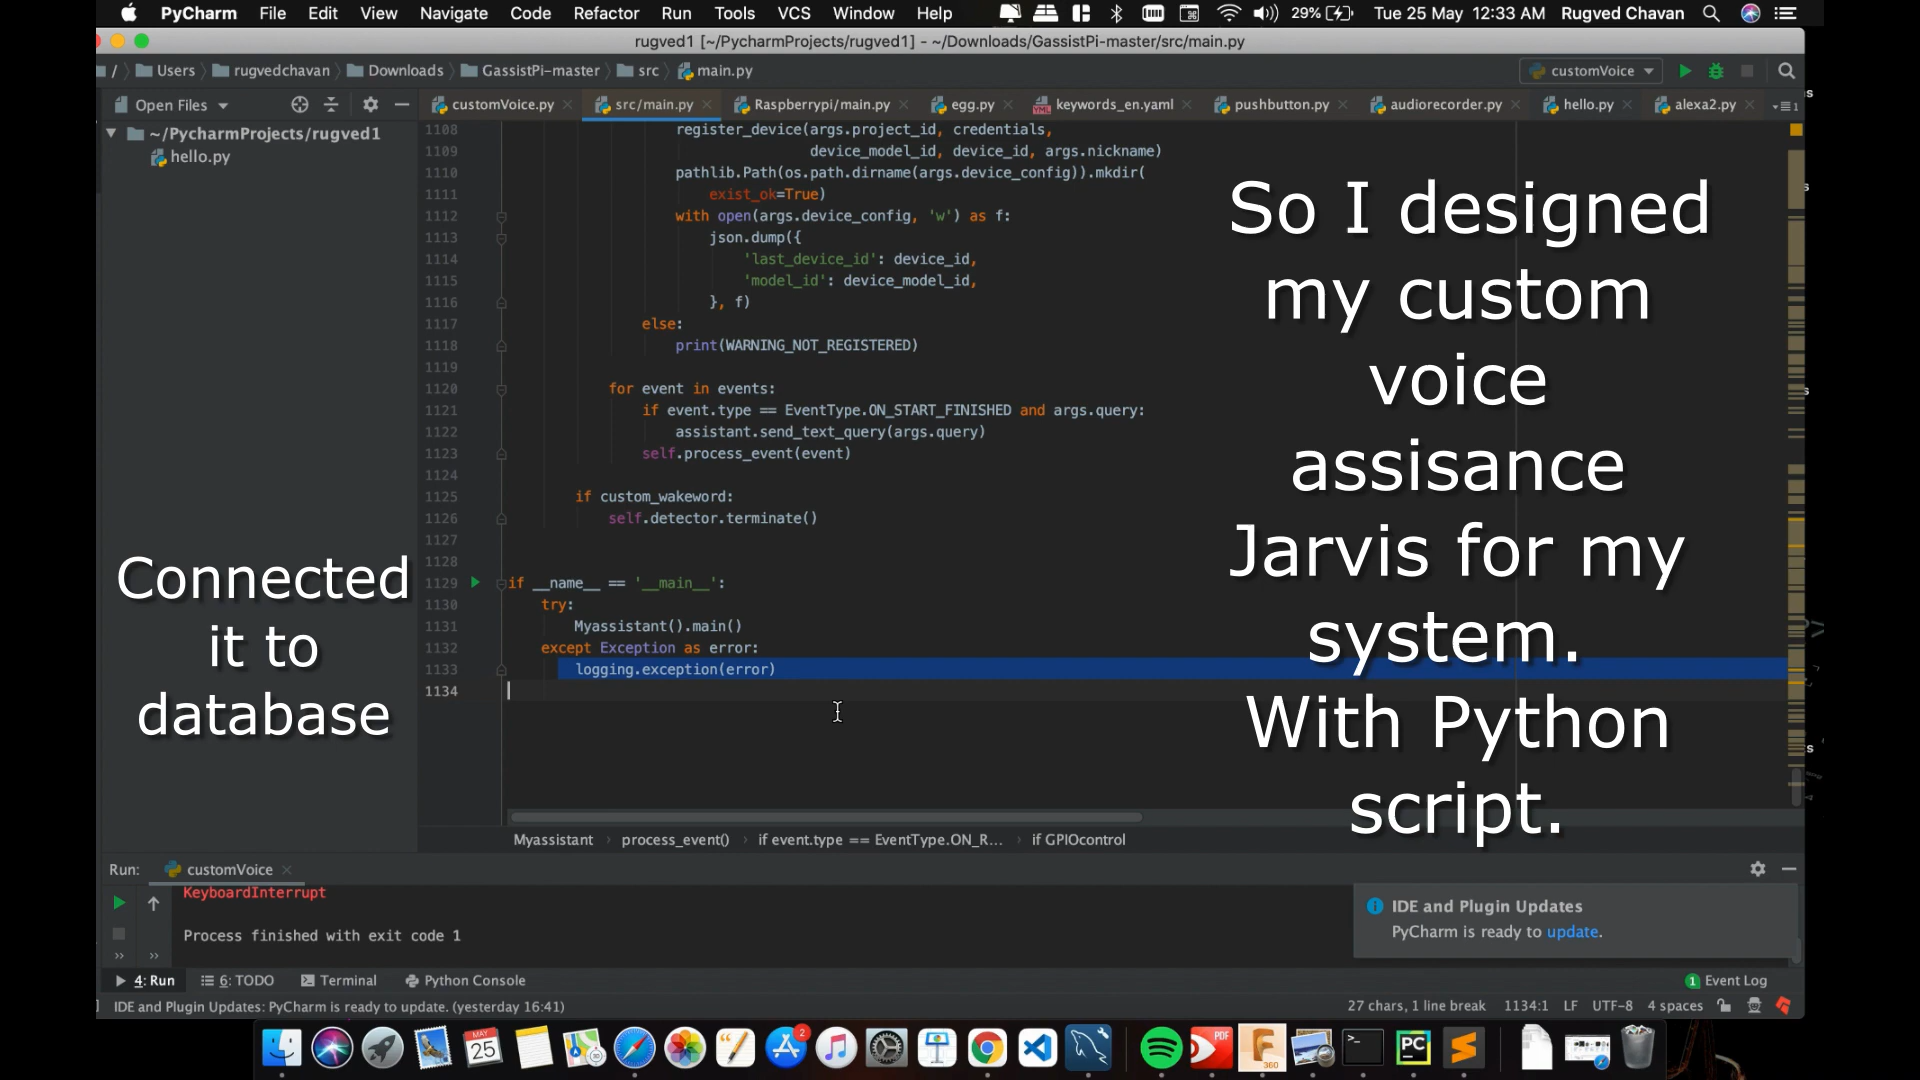 PyCharm File Edit View Navigate Code Refactor Run Tools VCS Window Help 29% Tue 25 May 12:33 AM Rugved Chavan
rugved1 [~/PycharmProjects/rugved1] - ~/Downloads/GassistPi-master/src/main.py
/ Users rugvedchavan Downloads GassistPi-master src main.py customVoice
Open Files customVoice.py src/main.py Raspberrypi/main.py egg.py keywords_en.yaml pushbutton.py audiorecorder.py hello.py alexa2.py
~/PycharmProjects/rugved1
hello.py
1108 register_device(args.project_id, credentials,
1109 device_model_id, device_id, args.nickname)
1110 pathlib.Path(os.path.dirname(args.device_config)).mkdir(
1111 exist_ok=True)
1112 with open(args.device_config, 'w') as f:
1113 json.dump({
1114 'last_device_id': device_id,
1115 'model_id': device_model_id,
1116 }, f)
1117 else:
1118 print(WARNING_NOT_REGISTERED)
1119
1120 for event in events:
1121 if event.type == EventType.ON_START_FINISHED and args.query:
1122 assistant.send_text_query(args.query)
1123 self.process_event(event)
1124
1125 if custom_wakeword:
1126 self.detector.terminate()
1127
1128
1129 if __name__ == '__main__':
1130 try:
1131 Myassistant().main()
1132 except Exception as error:
1133 logging.exception(error)
1134
Connected
it to
database
So I designed
my custom
voice
assisance
Jarvis for my
system.
With Python
script.
Myassistant process_event() if event.type == EventType.ON_R... if GPIOcontrol
Run: customVoice
KeyboardInterrupt
Process finished with exit code 1
IDE and Plugin Updates
PyCharm is ready to update.
4: Run 6: TODO Terminal Python Console 1 Event Log
IDE and Plugin Updates: PyCharm is ready to update. (yesterday 16:41) 27 chars, 1 line break 1134:1 LF UTF-8 4 spaces
MAY 25 2 PDF 360 PC